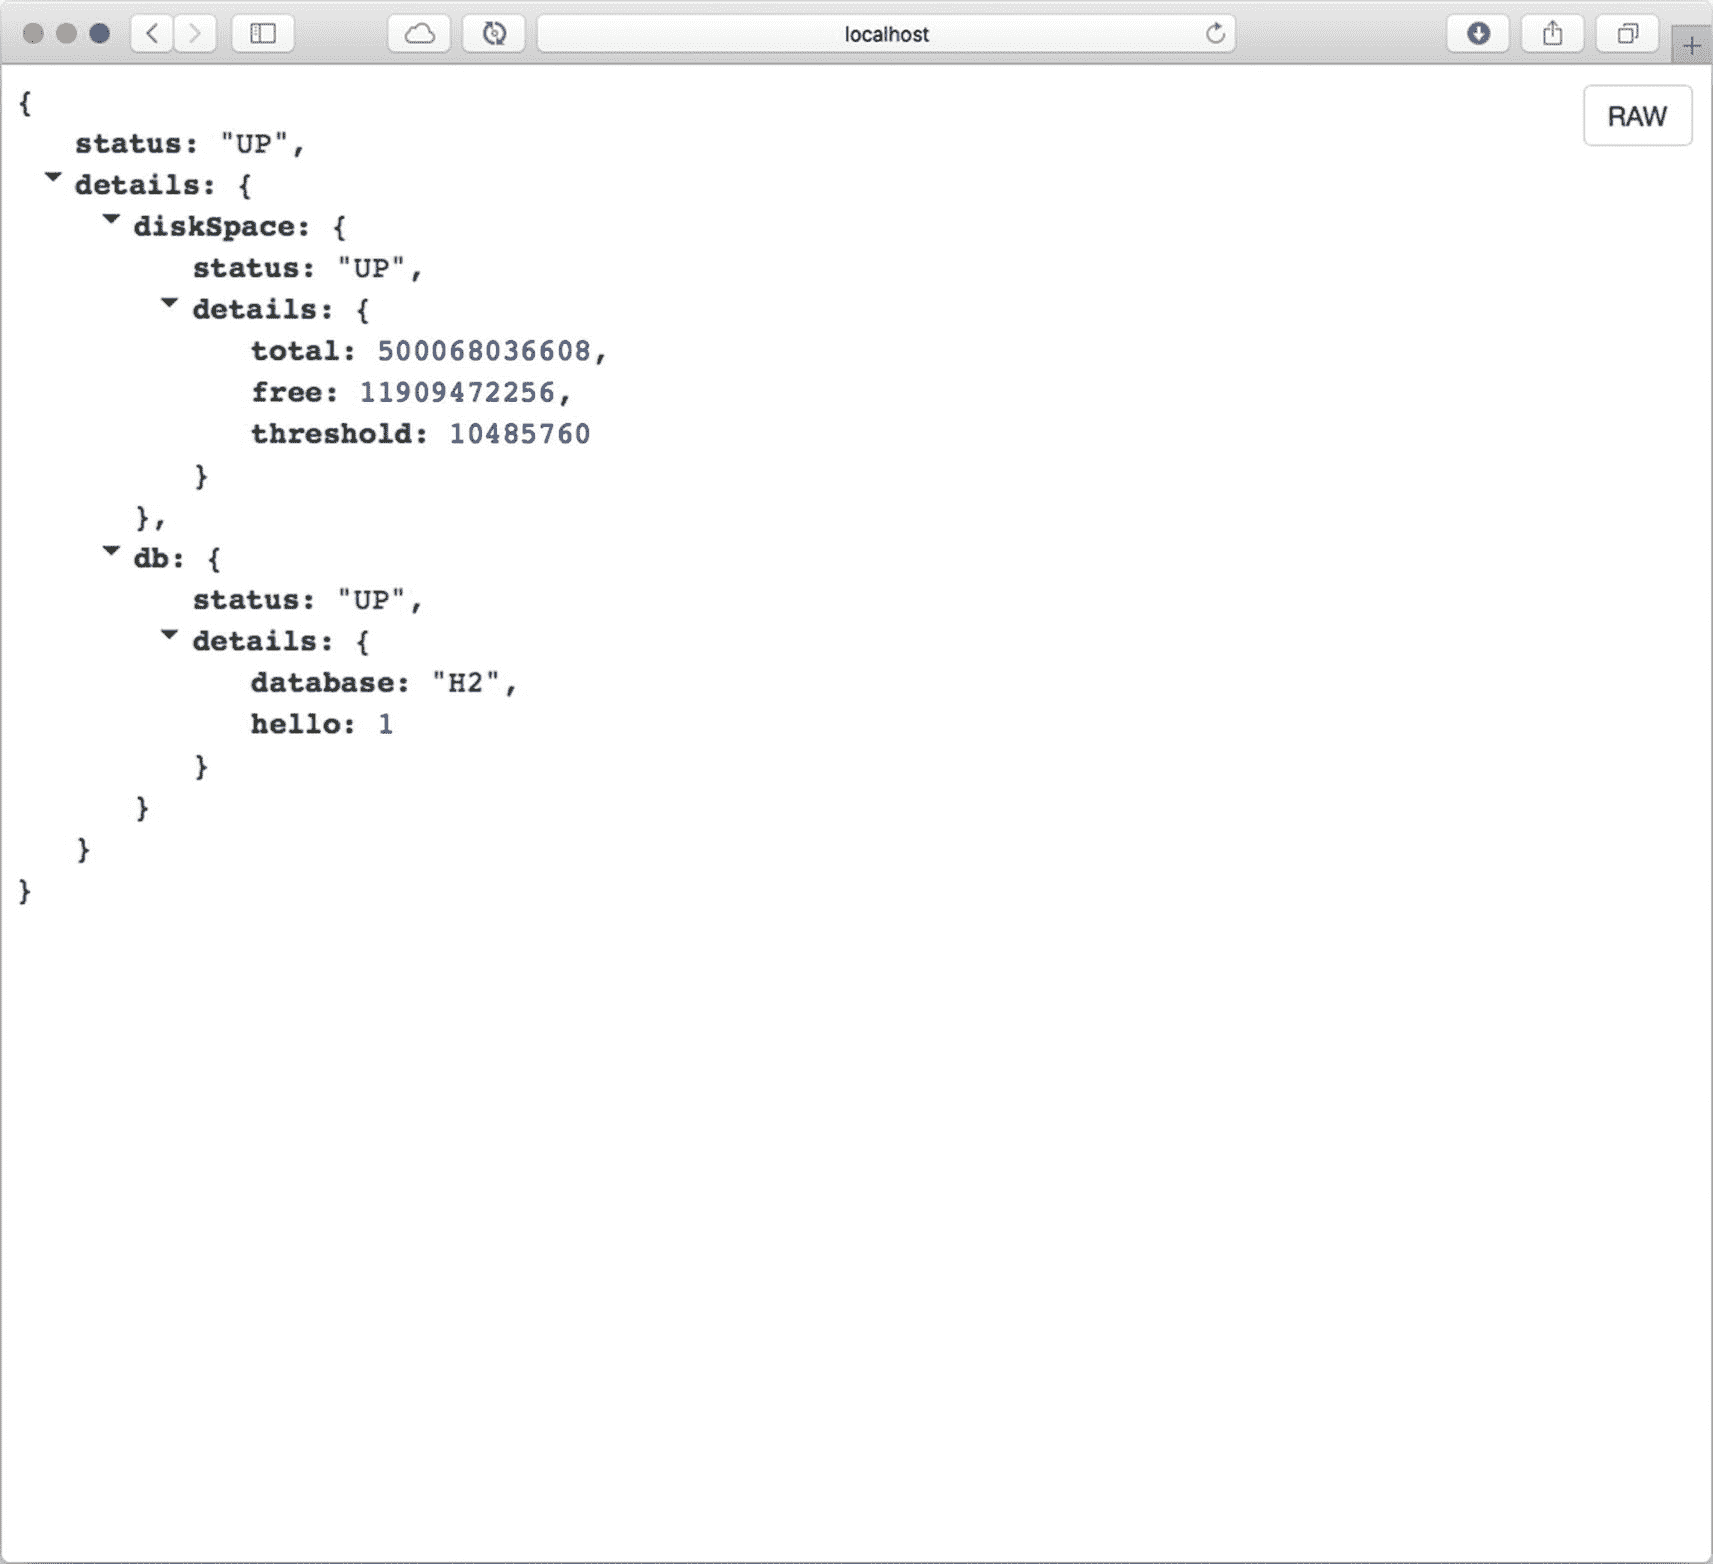 localhost
RAW
{
status: "UP",
details: {
diskSpace: {
status: "UP",
details: {
total: 500068036608,
free: 11909472256,
threshold: 10485760
}
},
db: {
status: "UP",
details: {
database: "H2",
hello: 1
}
}
}
}